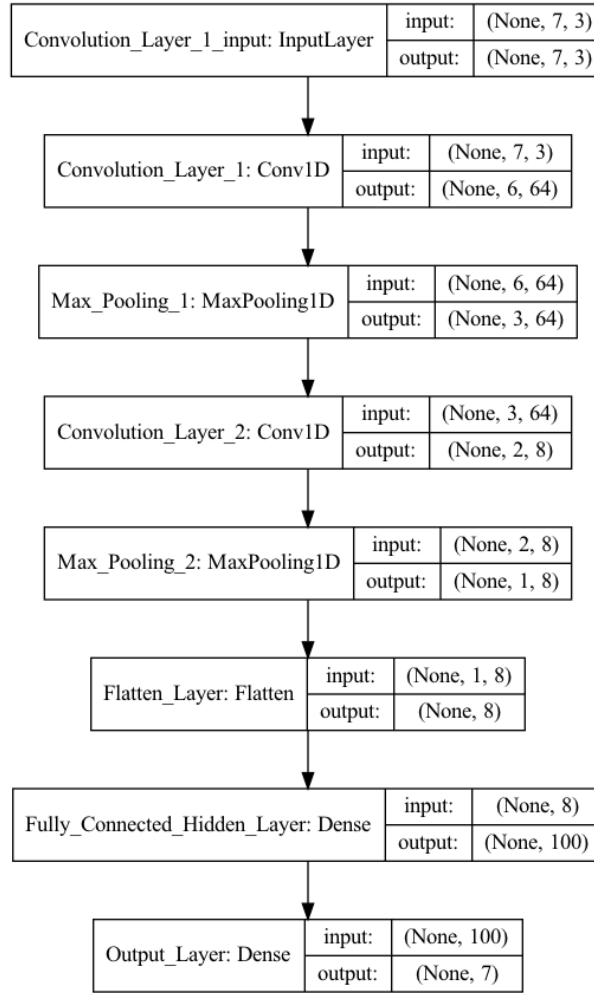 Convolution_Layer_1_input: InputLayer
input: (None, 7, 3)
output: (None, 7, 3)
Convolution_Layer_1: Conv1D
input: (None, 7, 3)
output: (None, 6, 64)
Max_Pooling_1: MaxPooling1D
input: (None, 6, 64)
output: (None, 3, 64)
Convolution_Layer_2: Conv1D
input: (None, 3, 64)
output: (None, 2, 8)
Max_Pooling_2: MaxPooling1D
input: (None, 2, 8)
output: (None, 1, 8)
Flatten_Layer: Flatten
input: (None, 1, 8)
output: (None, 8)
Fully_Connected_Hidden_Layer: Dense
input: (None, 8)
output: (None, 100)
Output_Layer: Dense
input: (None, 100)
output: (None, 7)